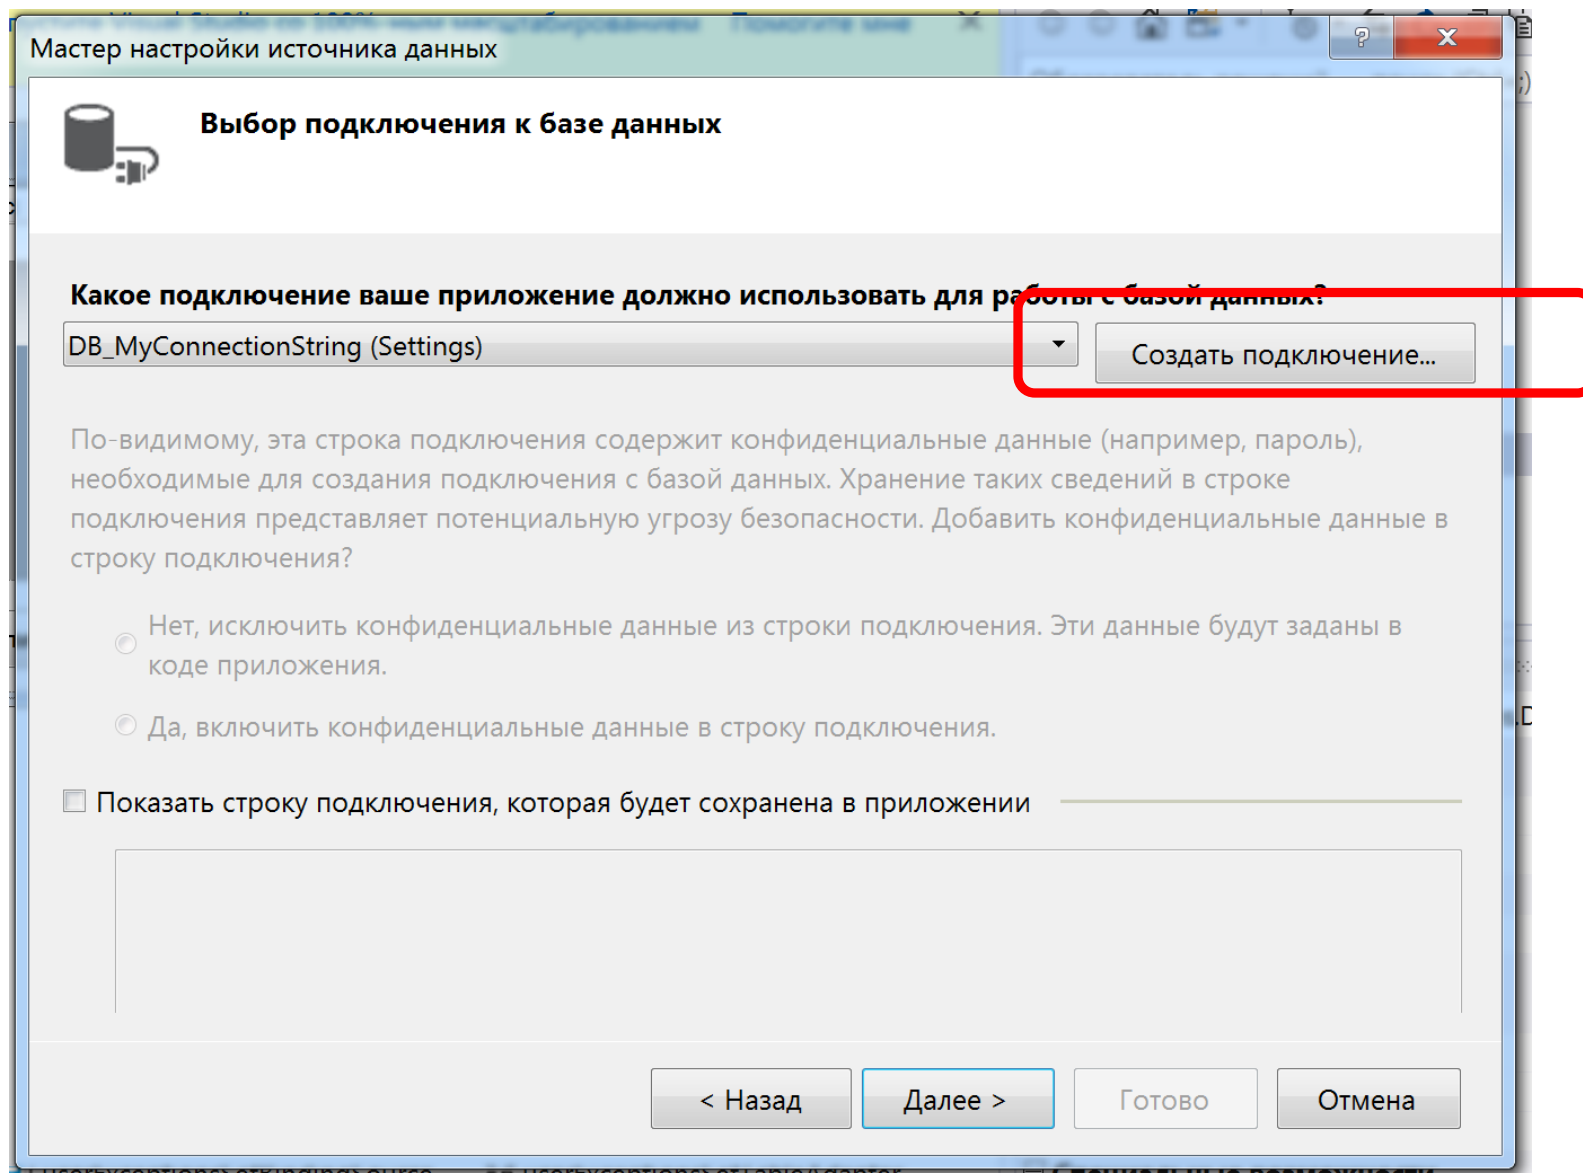 Мастер настройки источника данных
Выбор подключения к базе данных
Какое подключение ваше приложение должно использовать для работы с базой данных?
DB_MyConnectionString (Settings)
Создать подключение...
По-видимому, эта строка подключения содержит конфиденциальные данные (например, пароль),
необходимые для создания подключения с базой данных. Хранение таких сведений в строке
подключения представляет потенциальную угрозу безопасности. Добавить конфиденциальные данные в
строку подключения?
Нет, исключить конфиденциальные данные из строки подключения. Эти данные будут заданы в
коде приложения.
Да, включить конфиденциальные данные в строку подключения.
Показать строку подключения, которая будет сохранена в приложении
< Назад
Далее >
Готово
Отмена